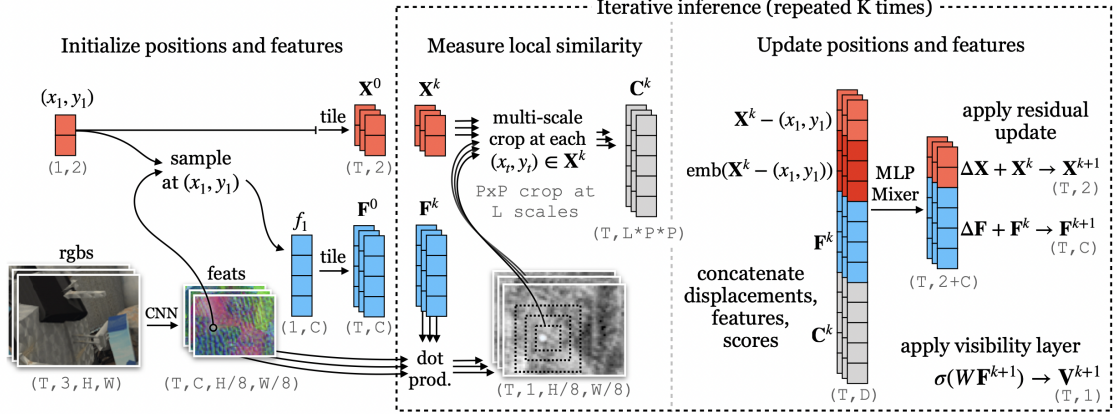 Iterative inference (repeated K times)
Initialize positions and features
Measure local similarity
Update positions and features
(x₁, y₁)
(1,2)
tile
X⁰
(T,2)
sample
at (x₁, y₁)
f₁
(1,C)
tile
F⁰
(T,C)
rgbs
(T,3,H,W)
CNN
feats
(T,C,H/8,W/8)
Xᵏ
multi-scale
crop at each
(xₜ, yₜ) ∈ Xᵏ
PxP crop at
L scales
Cᵏ
(T,L*P*P)
Fᵏ
dot
prod.
(T,1,H/8,W/8)
Xᵏ − (x₁, y₁)
emb(Xᵏ − (x₁, y₁))
Fᵏ
concatenate
displacements,
features,
scores
Cᵏ
(T,D)
MLP
Mixer
(T,2+C)
apply residual
update
ΔX + Xᵏ → Xᵏ⁺¹
(T,2)
ΔF + Fᵏ → Fᵏ⁺¹
(T,C)
apply visibility layer
σ(WFᵏ⁺¹) → Vᵏ⁺¹
(T,1)